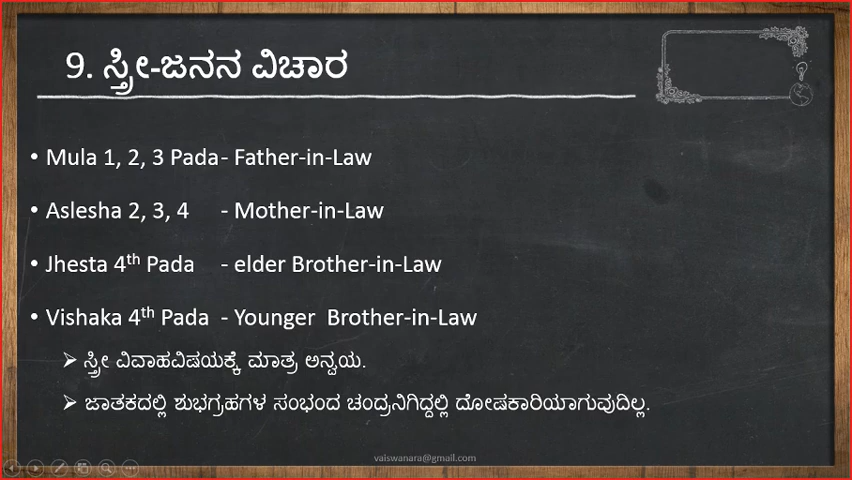 9. ಸ್ತ್ರೀ-ಜನನ ವಿಚಾರ
• Mula 1, 2, 3 Pada - Father-in-Law
• Aslesha 2, 3, 4 - Mother-in-Law
• Jhesta 4th Pada - elder Brother-in-Law
• Vishaka 4th Pada - Younger Brother-in-Law
➢ ಸ್ತ್ರೀ ವಿವಾಹವಿಷಯಕ್ಕೆ ಮಾತ್ರ ಅನ್ವಯ.
➢ ಜಾತಕದಲ್ಲಿ ಶುಭಗ್ರಹಗಳ ಸಂಭಂದ ಚಂದ್ರನಿಗಿದ್ದಲ್ಲಿ ದೋಷಕಾರಿಯಾಗುವುದಿಲ್ಲ.
vaiswanara@gmail.com